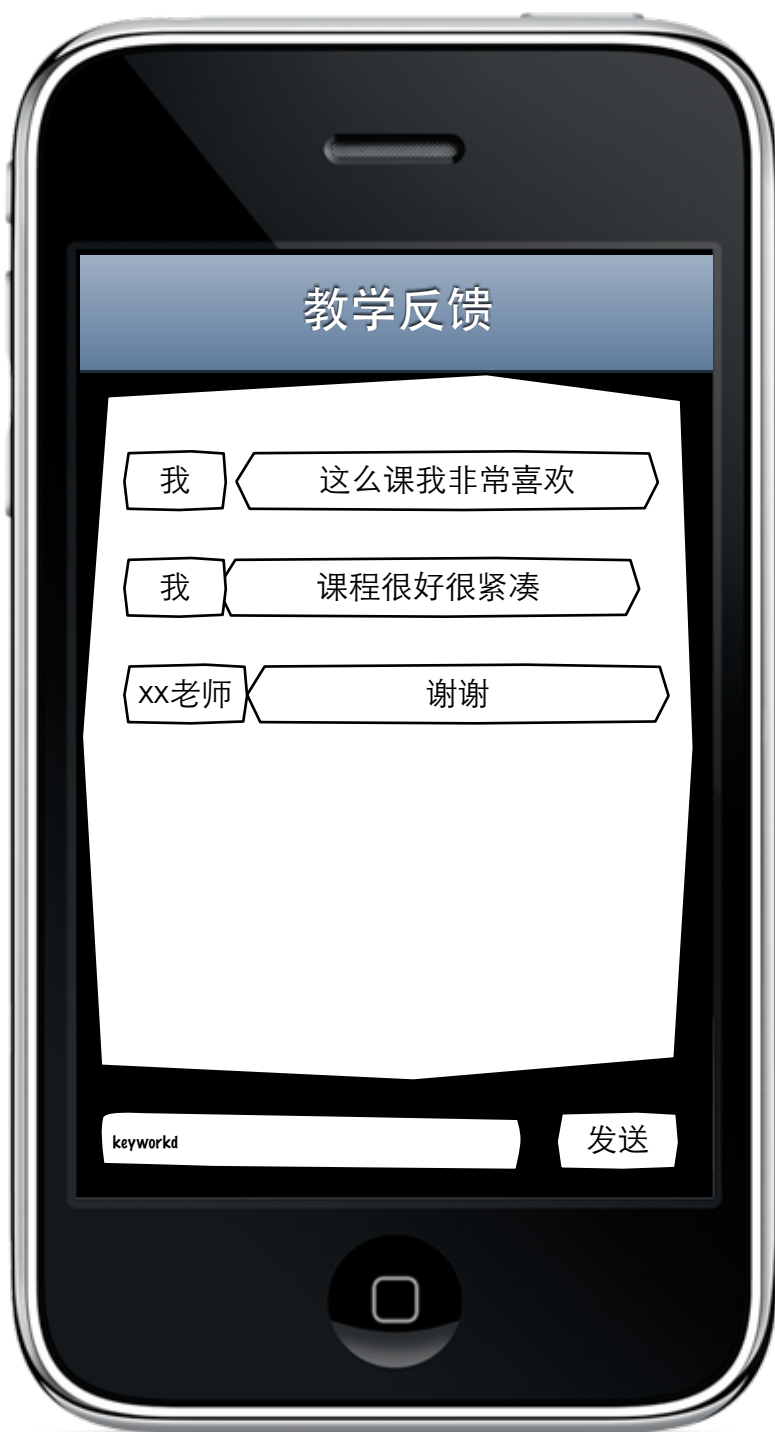 教学反馈
我 这么课我非常喜欢
我 课程很好很紧凑
xx老师 谢谢
keyworkd 发送